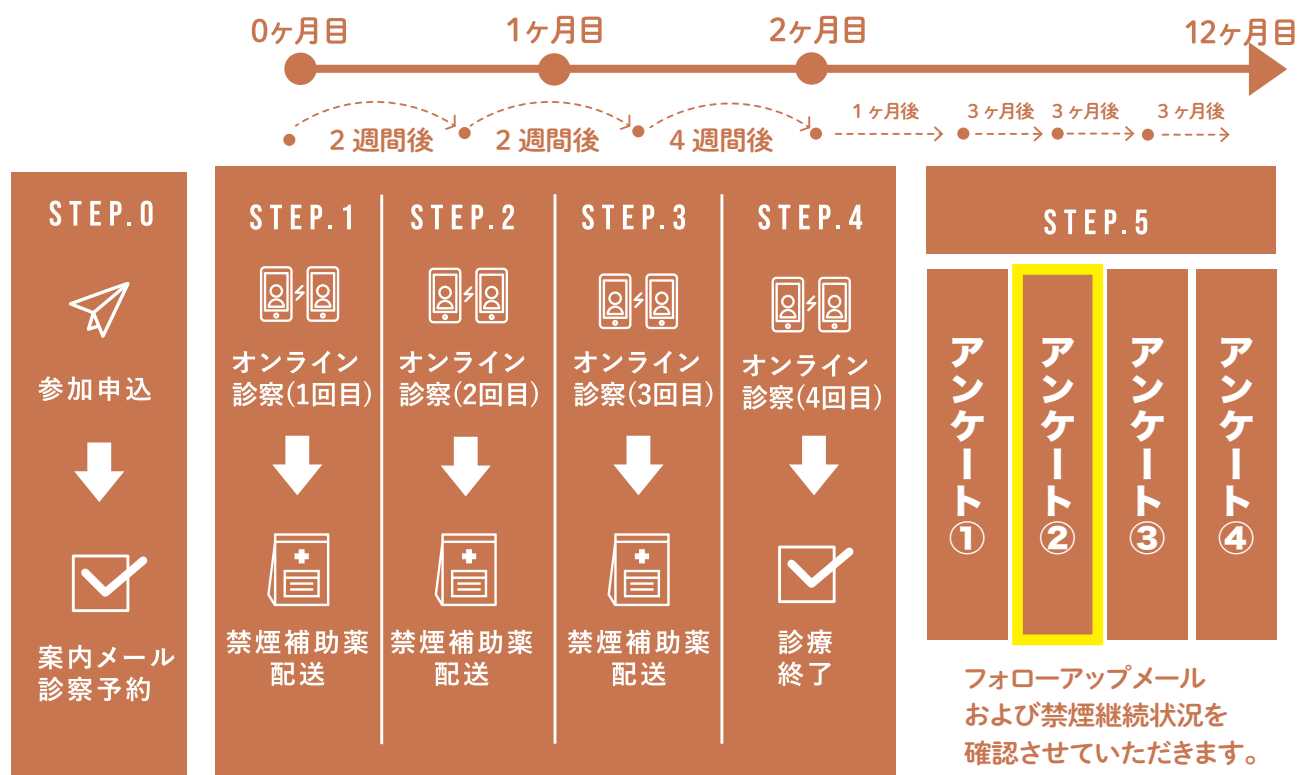 0ヶ月目
1ヶ月目
2ヶ月目
12ヶ月目
2週間後
2週間後
4週間後
1ヶ月後
3ヶ月後
3ヶ月後
3ヶ月後
STEP.0
参加申込
案内メール
診察予約
STEP.1
オンライン
診察(1回目)
禁煙補助薬
配送
STEP.2
オンライン
診察(2回目)
禁煙補助薬
配送
STEP.3
オンライン
診察(3回目)
禁煙補助薬
配送
STEP.4
オンライン
診察(4回目)
診療
終了
STEP.5
アンケート①
アンケート②
アンケート③
アンケート④
フォローアップメール
および禁煙継続状況を
確認させていただきます。